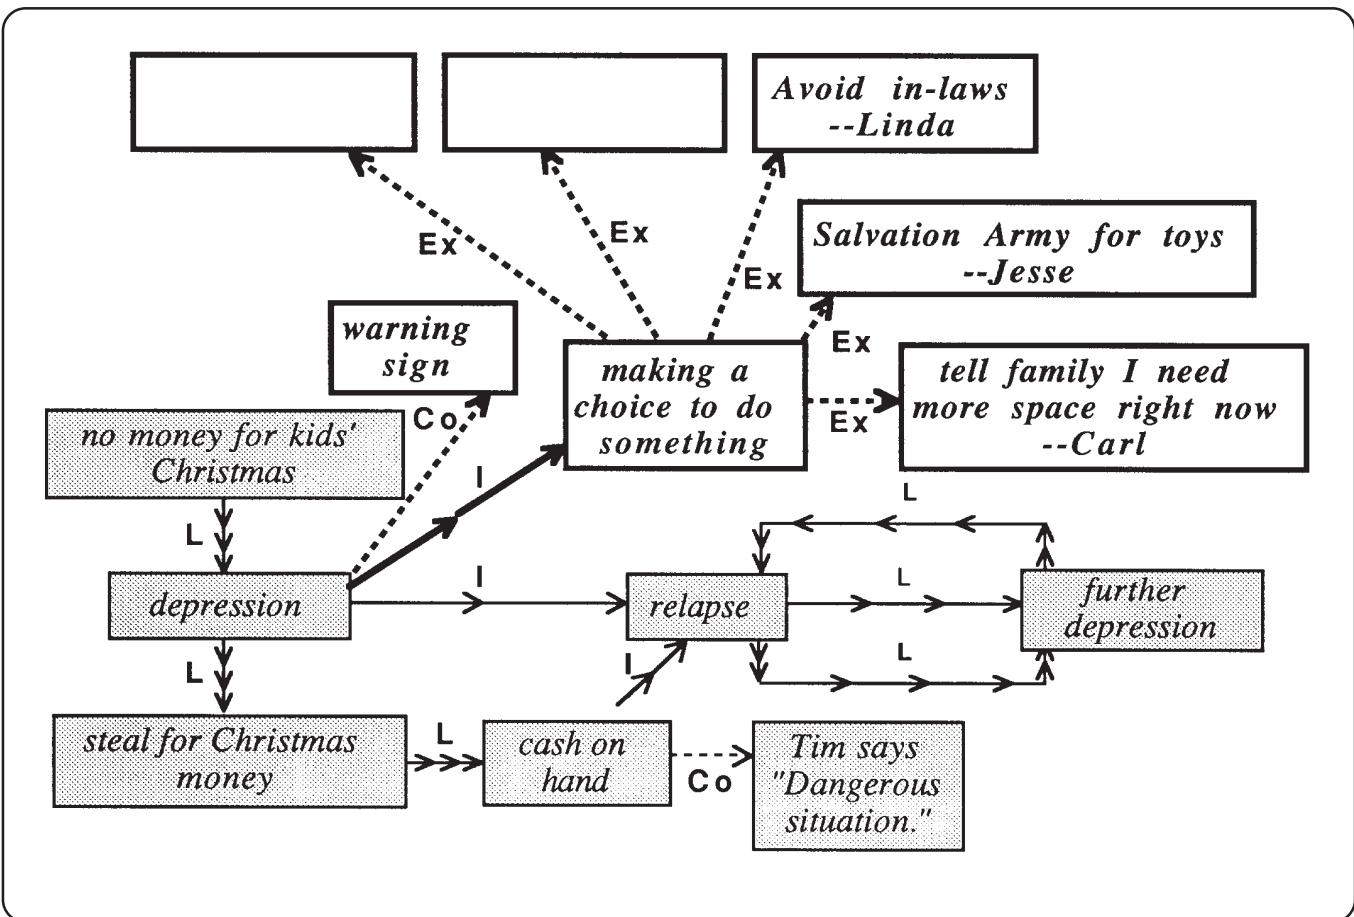 Avoid in-laws
--Linda
Ex
Ex
Ex
Salvation Army for toys
--Jesse
Ex
warning
sign
making a
choice to do
something
tell family I need
more space right now
--Carl
Ex
Co
no money for kids'
Christmas
I
L
L
depression
I
relapse
L
further
depression
L
I
L
steal for Christmas
money
L
cash on
hand
Co
Tim says
"Dangerous
situation."